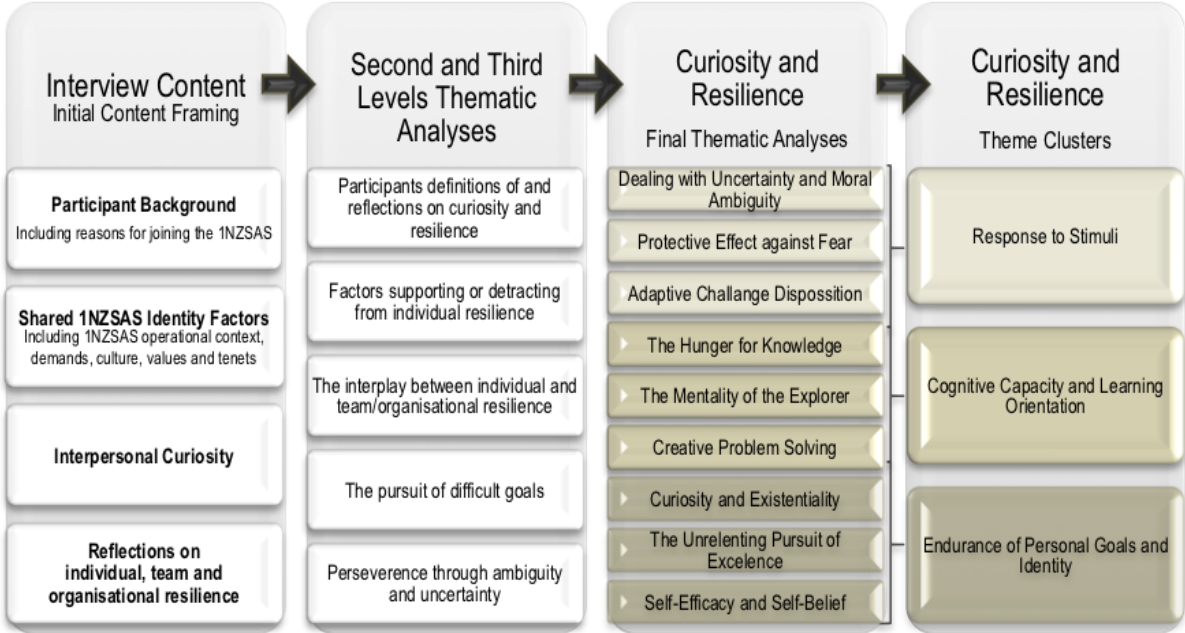 Interview Content
Initial Content Framing
Participant Background
Including reasons for joining the 1NZSAS
Shared 1NZSAS Identity Factors
Including 1NZSAS operational context,
demands, culture, values and tenets
Interpersonal Curiosity
Reflections on
individual, team and
organisational resilience
Second and Third
Levels Thematic
Analyses
Participants definitions of and
reflections on curiosity and
resilience
Factors supporting or detracting
from individual resilience
The interplay between individual and
team/organisational resilience
The pursuit of difficult goals
Perseverence through ambiguity
and uncertainty
Curiosity and
Resilience
Final Thematic Analyses
Dealing with Uncertainty and Moral
Ambiguity
Protective Effect against Fear
Adaptive Challange Dispossition
The Hunger for Knowledge
The Mentality of the Explorer
Creative Problem Solving
Curiosity and Existentiality
The Unrelenting Pursuit of
Excelence
Self-Efficacy and Self-Belief
Curiosity and
Resilience
Theme Clusters
Response to Stimuli
Cognitive Capacity and Learning
Orientation
Endurance of Personal Goals and
Identity